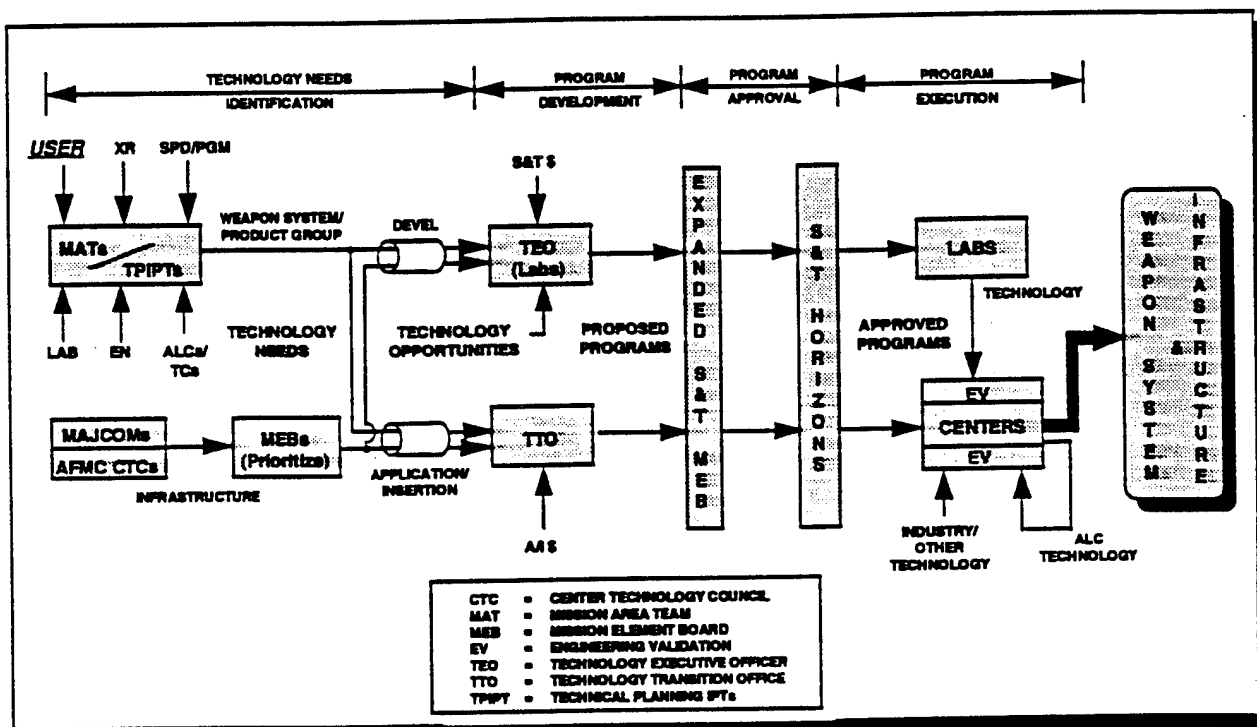 TECHNOLOGY NEEDS
IDENTIFICATION
PROGRAM
DEVELOPMENT
PROGRAM
APPROVAL
PROGRAM
EXECUTION
USER
XR
SPD/PGM
S&T $
WEAPON SYSTEM/
PRODUCT GROUP
DEVEL
MATs
TPIPTs
TEO
(Labs)
LAB
EN
ALCs/
TCs
TECHNOLOGY
NEEDS
TECHNOLOGY
OPPORTUNITIES
PROPOSED
PROGRAMS
EXPANDED S&T MEB
S&T HORIZONS
LABS
TECHNOLOGY
APPROVED
PROGRAMS
MAJCOMs
AFMC CTCs
INFRASTRUCTURE
MEBs
(Prioritize)
APPLICATION/
INSERTION
TTO
A/I $
EV
CENTERS
EV
INDUSTRY/
OTHER
TECHNOLOGY
ALC
TECHNOLOGY
WEAPON SYSTEM
&
INFRASTRUCTURE
CTC = CENTER TECHNOLOGY COUNCIL
MAT = MISSION AREA TEAM
MEB = MISSION ELEMENT BOARD
EV = ENGINEERING VALIDATION
TEO = TECHNOLOGY EXECUTIVE OFFICER
TTO = TECHNOLOGY TRANSITION OFFICE
TPIPT = TECHNICAL PLANNING IPTs